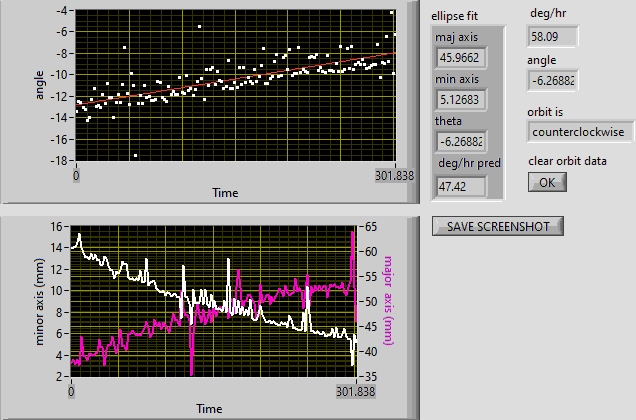 -4
-6
-8
-10
-12
-14
-16
-18
angle
0
301.838
Time
ellipse fit
maj axis
45.9662
min axis
5.12683
theta
-6.26882
deg/hr pred
47.42
deg/hr
58.09
angle
-6.26882
orbit is
counterclockwise
clear orbit data
OK
SAVE SCREENSHOT
16
14
12
10
8
6
4
2
minor axis (mm)
65
60
55
50
45
40
35
major axis (mm)
0
301.838
Time